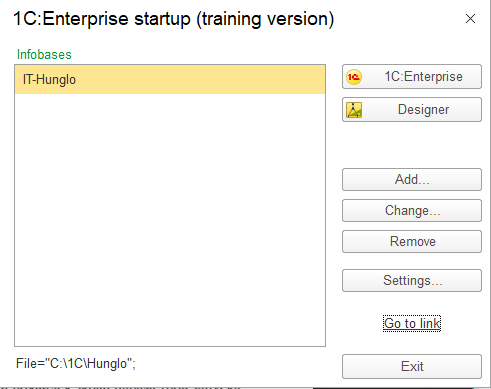 1C:Enterprise startup (training version)
Infobases
IT-Hunglo
1C:Enterprise
Designer
Add...
Change...
Remove
Settings...
Go to link
File="C:\1C\Hunglo";
Exit